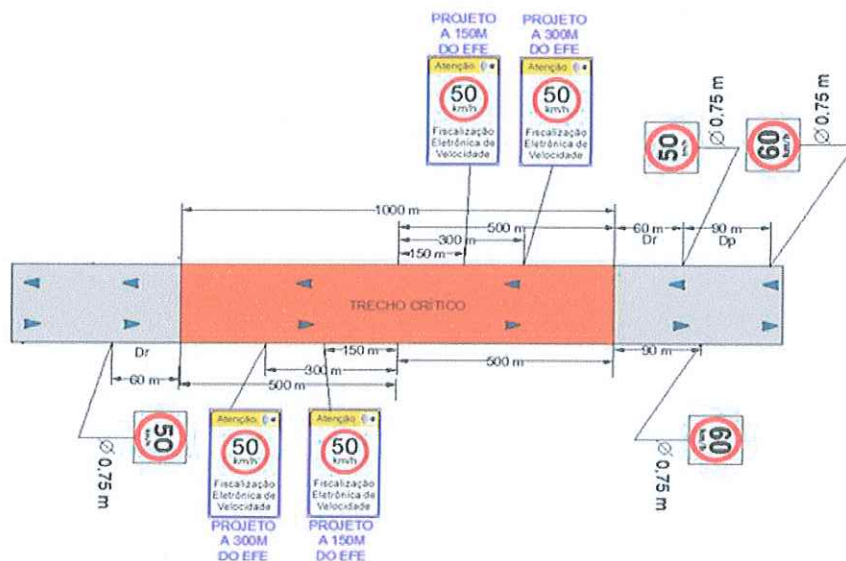 PROJETO
A 150M
DO EFE
PROJETO
A 300M
DO EFE
Atenção
50
km/h
Fiscalização
Eletrônica de
Velocidade
Atenção
50
km/h
Fiscalização
Eletrônica de
Velocidade
50
km/h
Ø 0,75 m
60
km/h
Ø 0,75 m
1000 m
500 m
60 m
90 m
300 m
Dr
Dp
150 m
TRECHO CRÍTICO
Dr
150 m
90 m
60 m
300 m
500 m
500 m
50
km/h
Ø 0,75 m
Atenção
50
km/h
Fiscalização
Eletrônica de
Velocidade
PROJETO
A 300M
DO EFE
Atenção
50
km/h
Fiscalização
Eletrônica de
Velocidade
PROJETO
A 150M
DO EFE
60
km/h
Ø 0,75 m